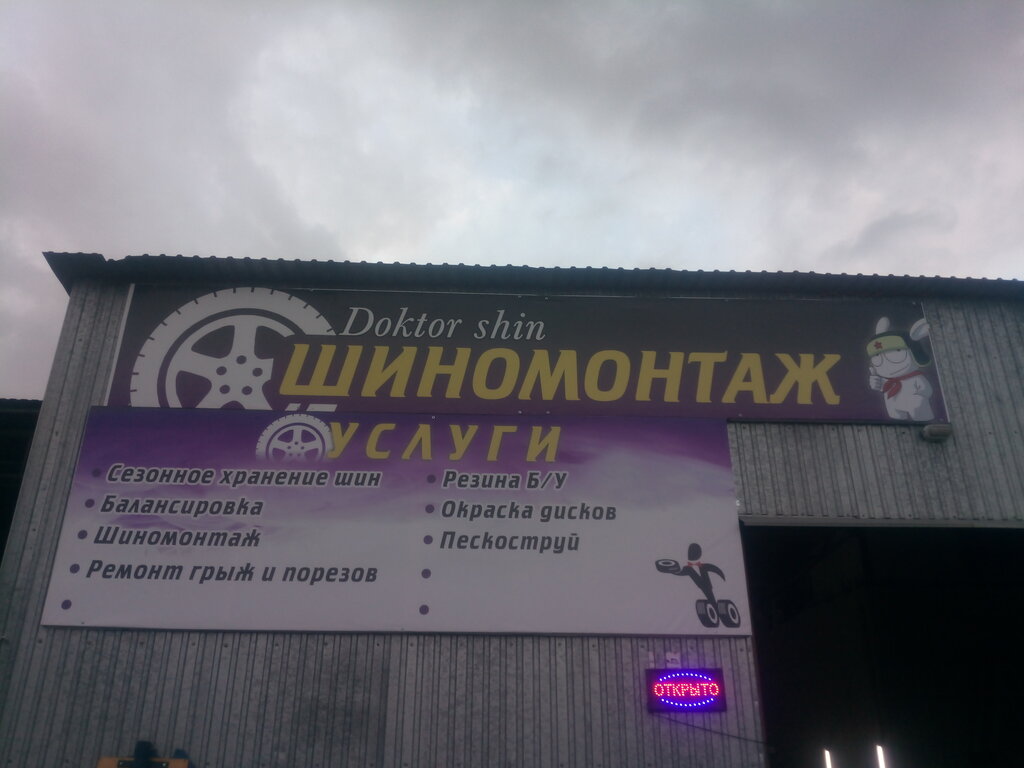 Doktor shin
ШИНОМОНТАЖ
УСЛУГИ
Сезонное хранение шин
Балансировка
Шиномонтаж
Ремонт грыж и порезов
Резина Б/У
Окраска дисков
Пескоструй
ОТКРЫТО